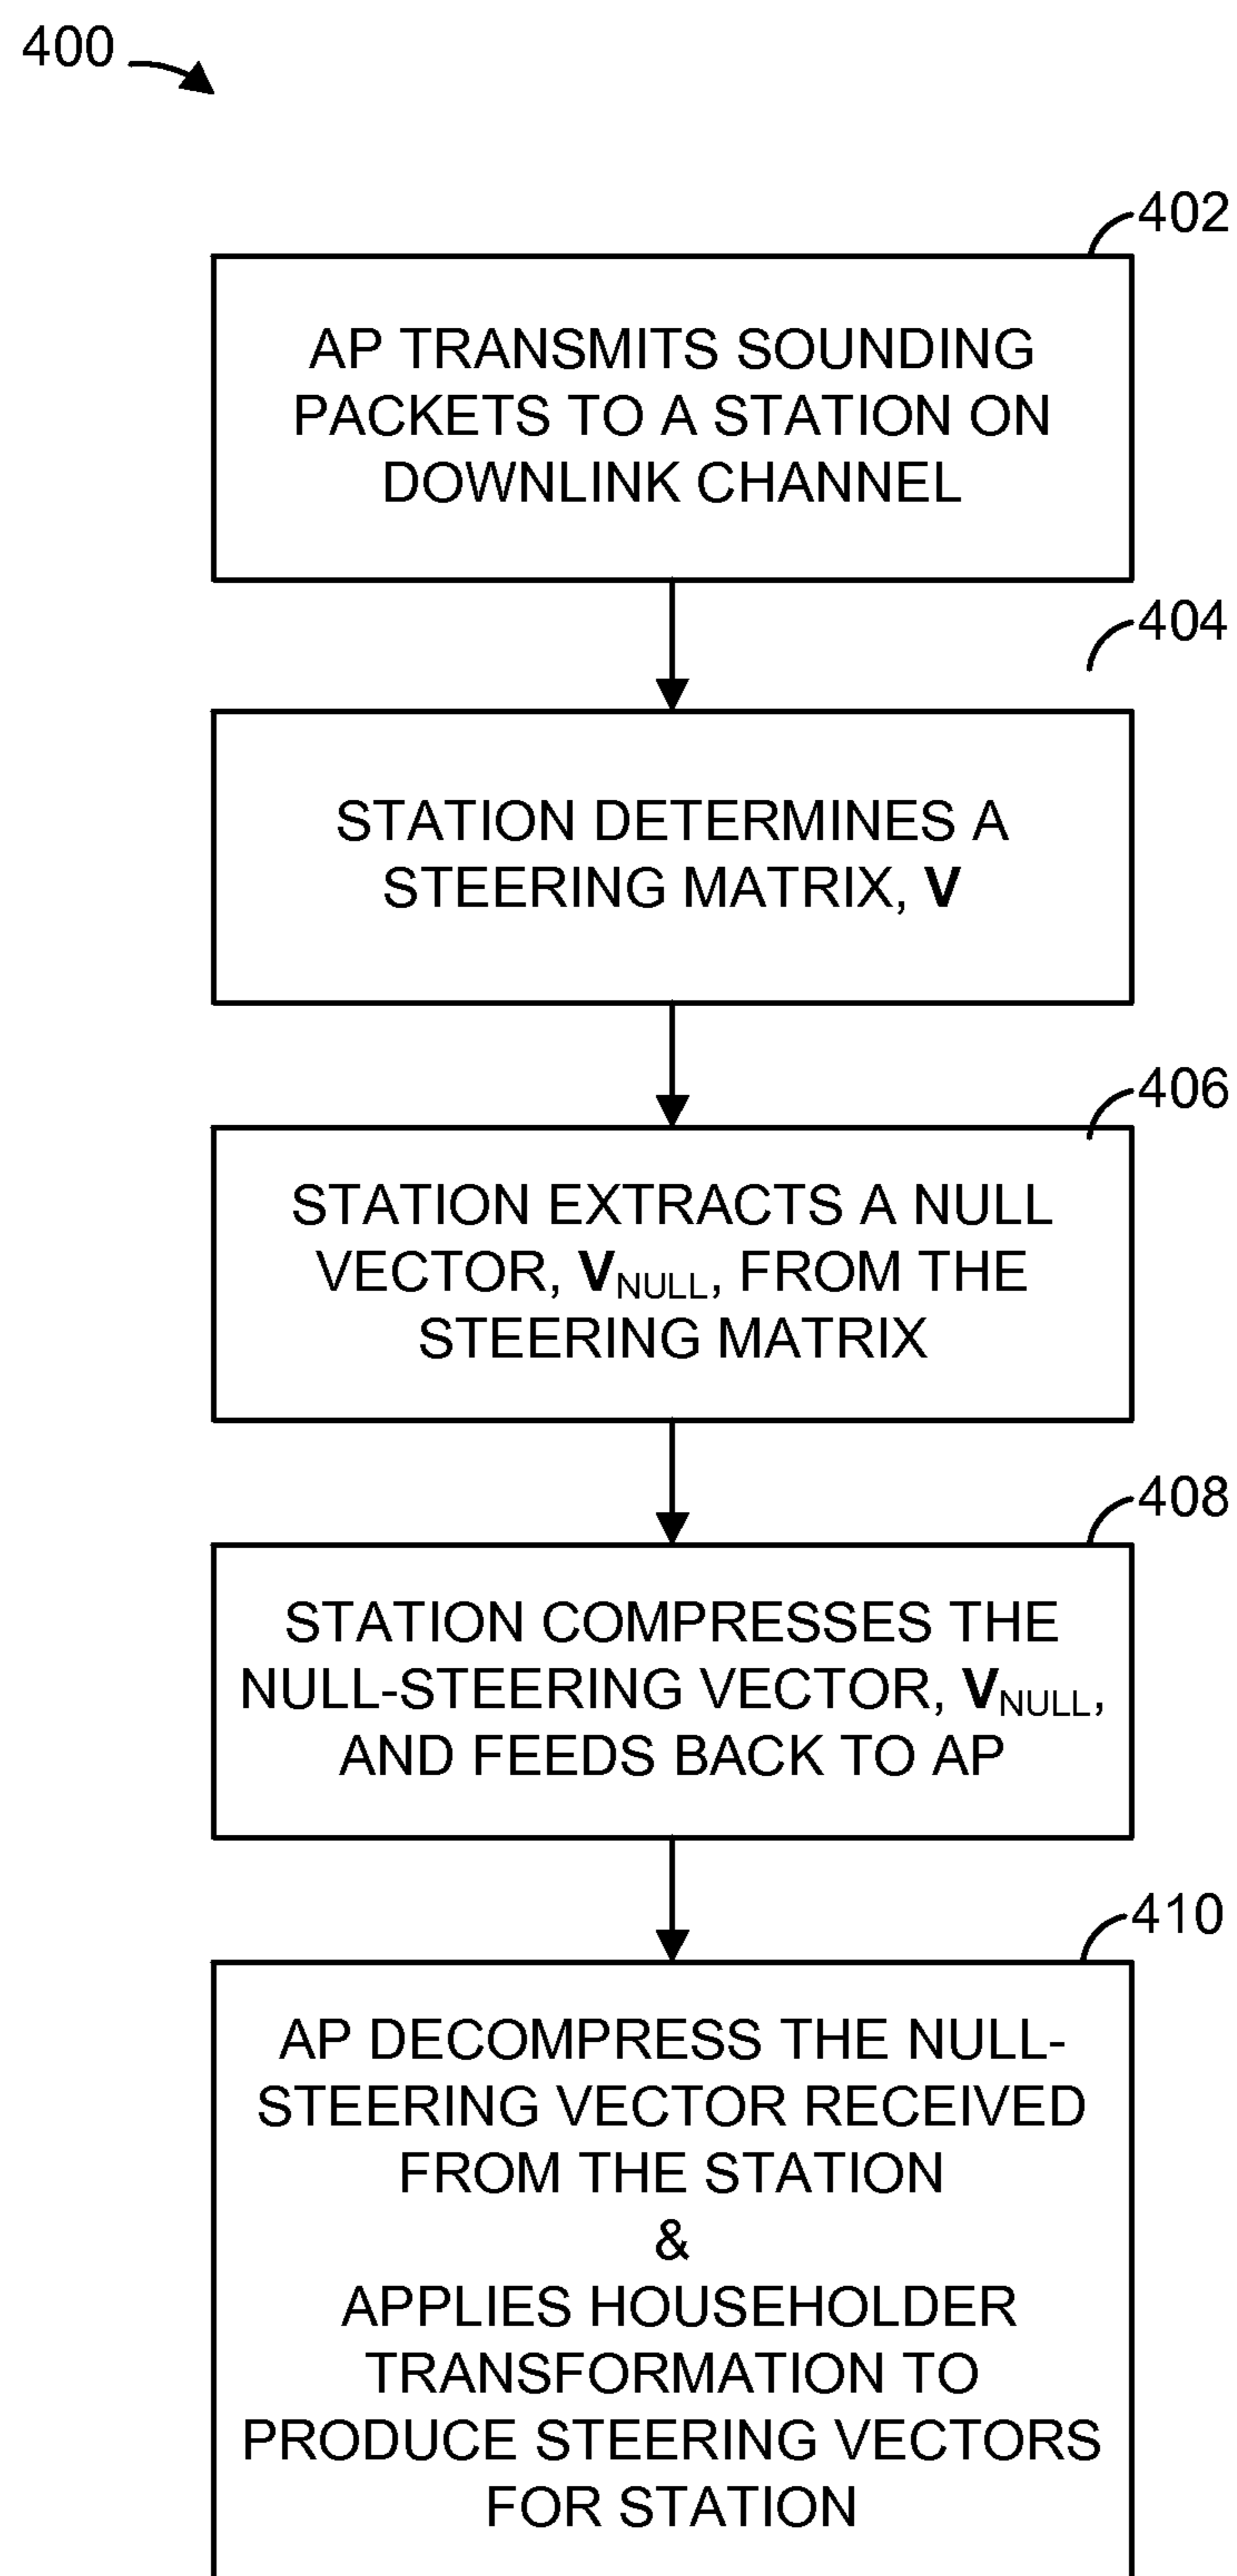 400
402
AP TRANSMITS SOUNDING
PACKETS TO A STATION ON
DOWNLINK CHANNEL
404
STATION DETERMINES A
STEERING MATRIX, V
406
STATION EXTRACTS A NULL
VECTOR, VNULL, FROM THE
STEERING MATRIX
408
STATION COMPRESSES THE
NULL-STEERING VECTOR, VNULL,
AND FEEDS BACK TO AP
410
AP DECOMPRESS THE NULL-
STEERING VECTOR RECEIVED
FROM THE STATION
&
APPLIES HOUSEHOLDER
TRANSFORMATION TO
PRODUCE STEERING VECTORS
FOR STATION